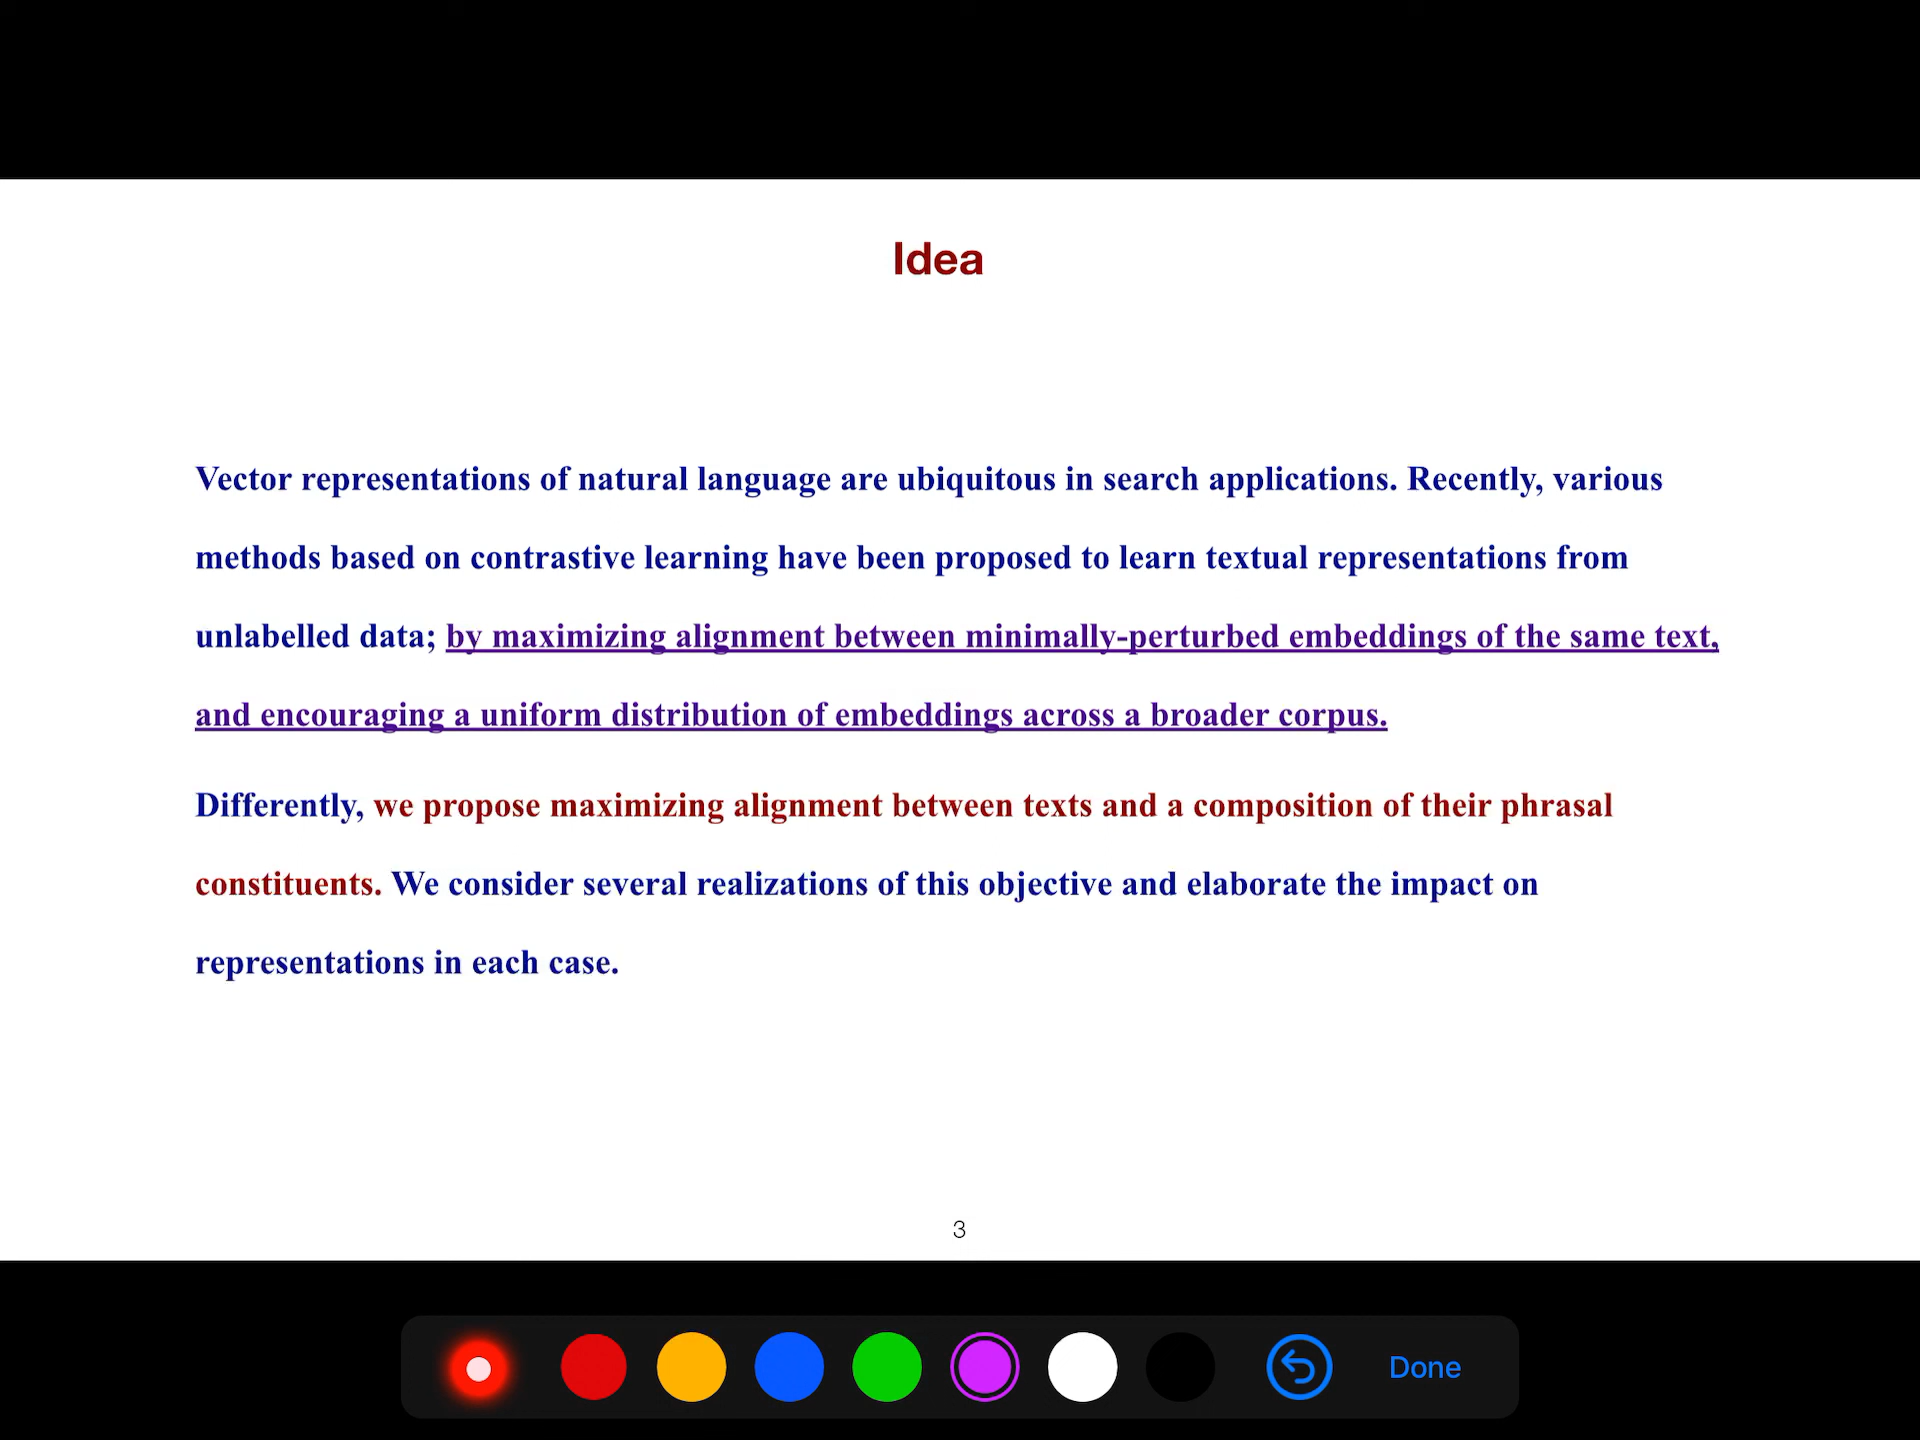 Idea
Vector representations of natural language are ubiquitous in search applications. Recently, various
methods based on contrastive learning have been proposed to learn textual representations from
unlabelled data; by maximizing alignment between minimally-perturbed embeddings of the same text,
and encouraging a uniform distribution of embeddings across a broader corpus.
Differently, we propose maximizing alignment between texts and a composition of their phrasal
constituents. We consider several realizations of this objective and elaborate the impact on
representations in each case.
3
Done